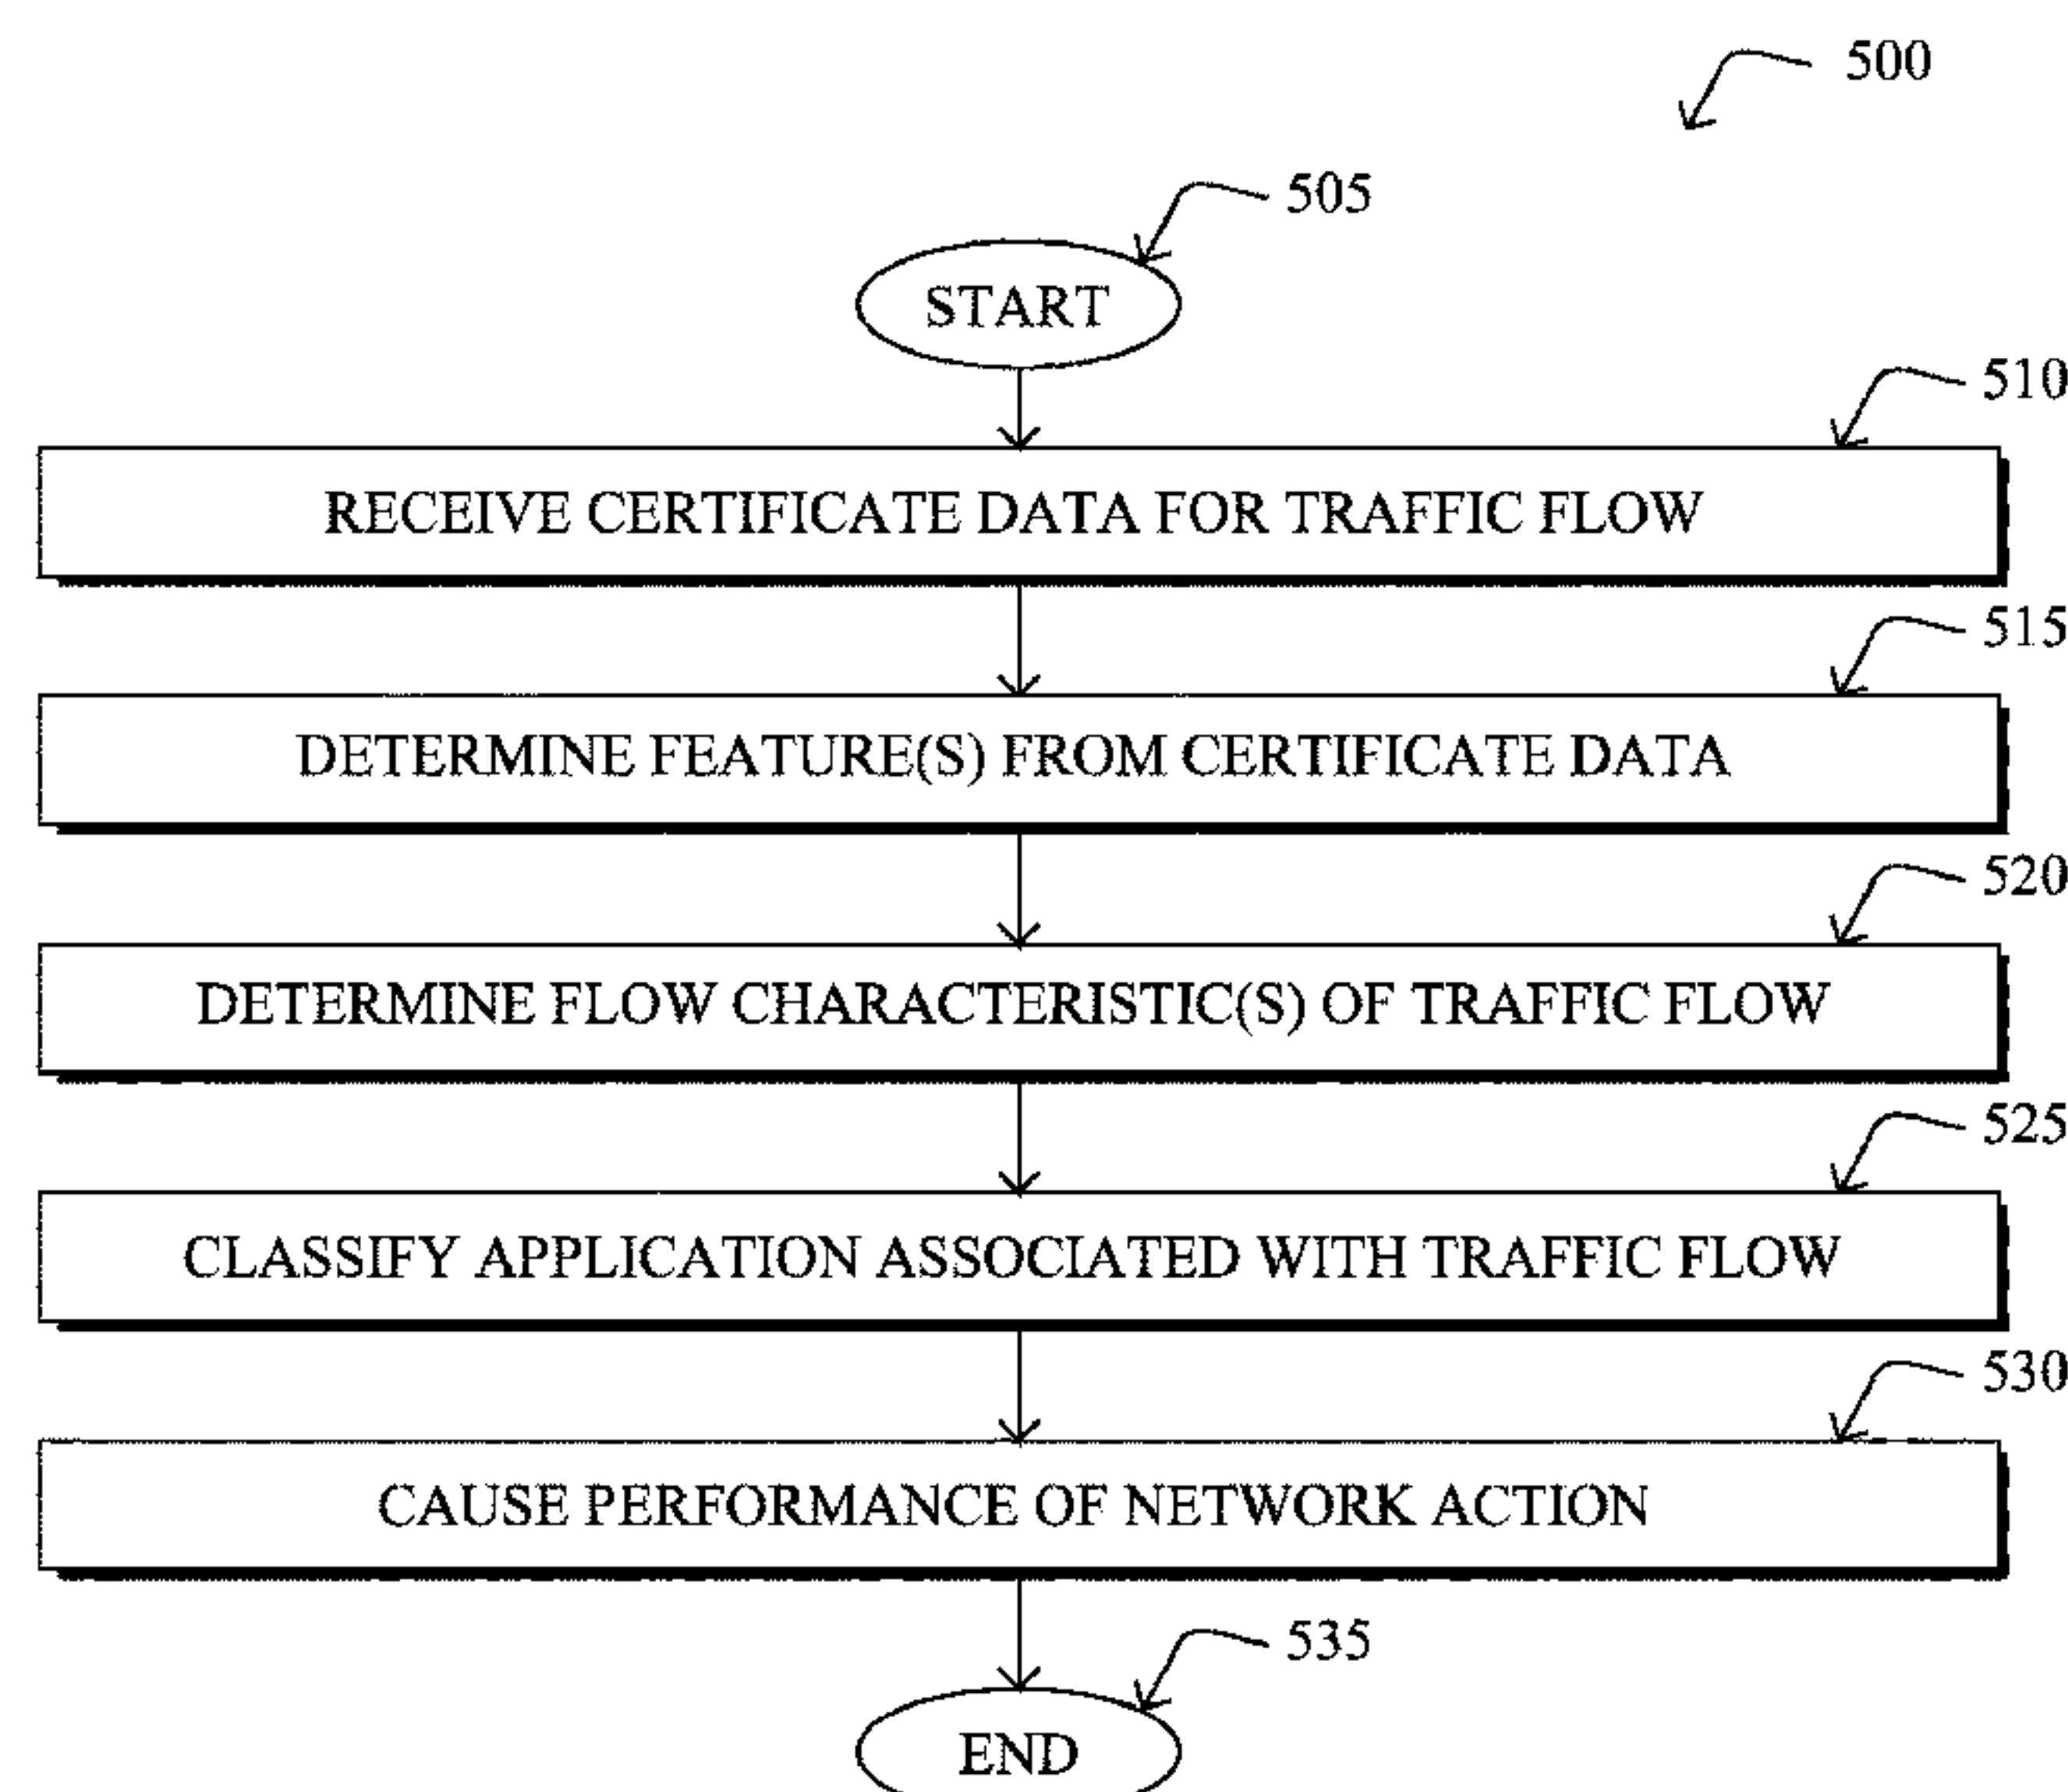 500
505
START
510
RECEIVE CERTIFICATE DATA FOR TRAFFIC FLOW
515
DETERMINE FEATURE(S) FROM CERTIFICATE DATA
520
DETERMINE FLOW CHARACTERISTIC(S) OF TRAFFIC FLOW
525
CLASSIFY APPLICATION ASSOCIATED WITH TRAFFIC FLOW
530
CAUSE PERFORMANCE OF NETWORK ACTION
535
END